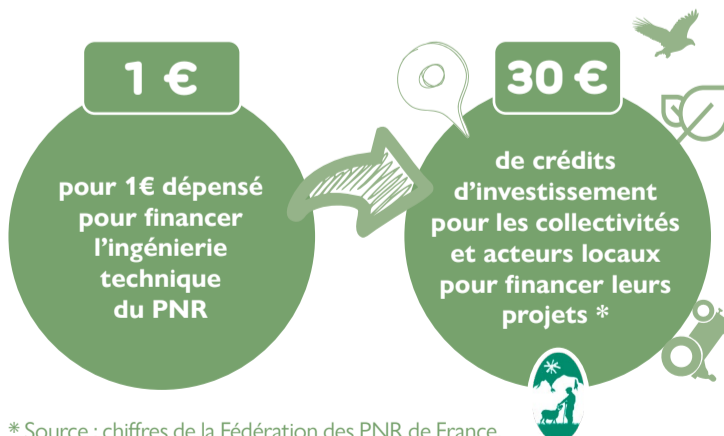 1 €
pour 1€ dépensé
pour financer
l'ingénierie
technique
du PNR
30 €
de crédits
d'investissement
pour les collectivités
et acteurs locaux
pour financer leurs
projets *
* Source : chiffres de la Fédération des PNR de France